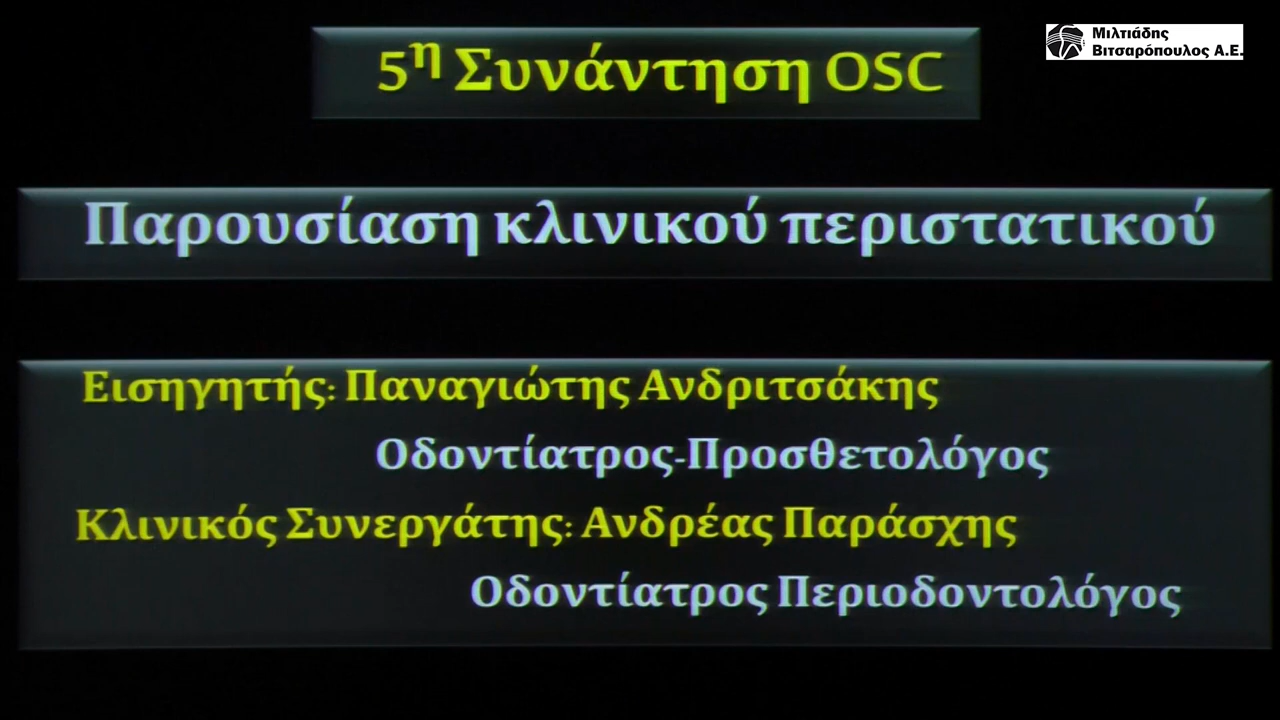 5η Συνάντηση OSC
Μιλτιάδης
Βιτσαρόπουλος Α.Ε.
Παρουσίαση κλινικού περιστατικού
Εισηγητής: Παναγιώτης Ανδριτσάκης
Οδοντίατρος-Προσθετολόγος
Κλινικός Συνεργάτης: Ανδρέας Παράσχης
Οδοντίατρος Περιοδοντολόγος